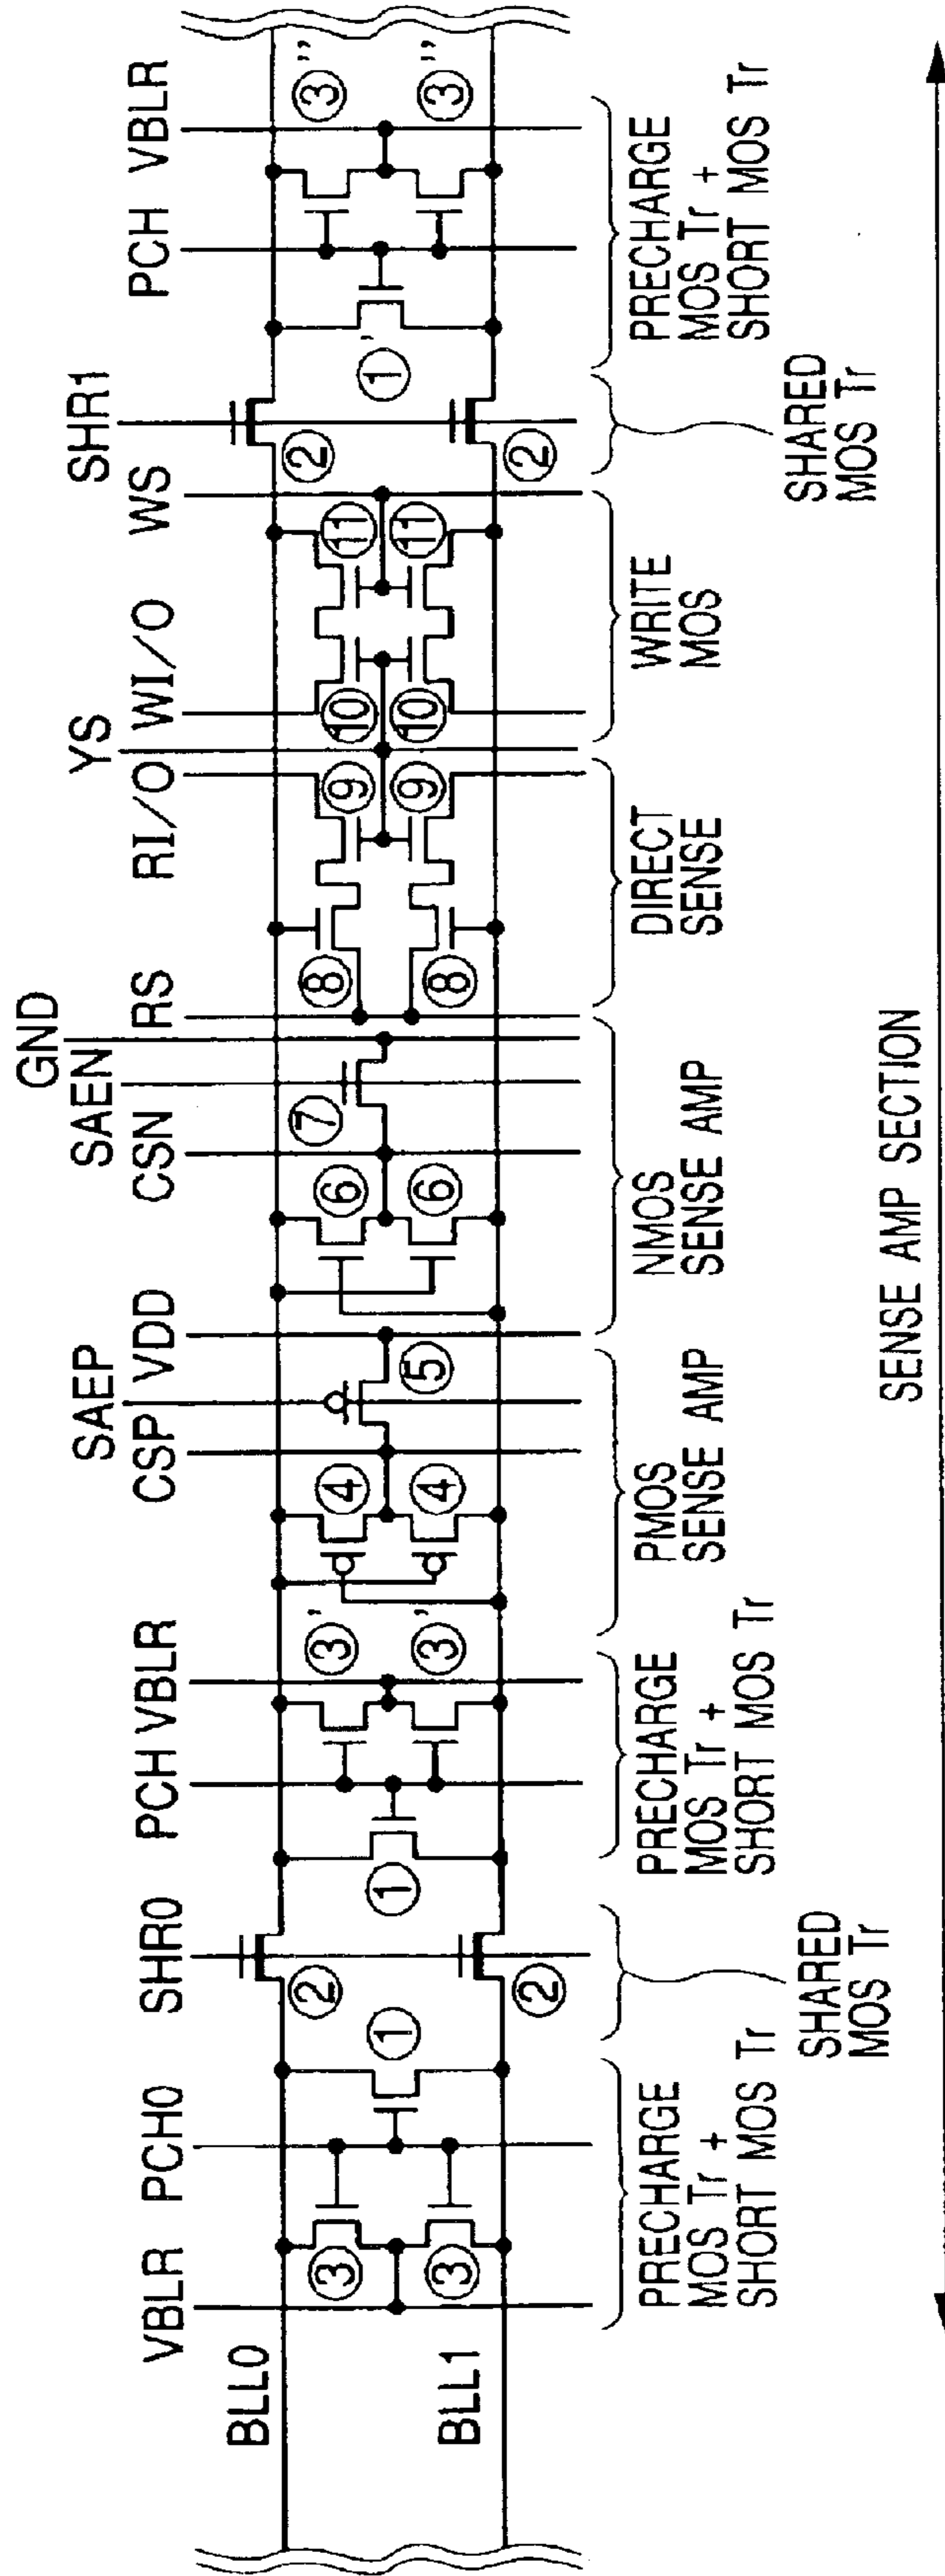 VBLR PCH0 SHR0 PCH VBLR CSP SAEP VDD CSN SAEN GND RS RI/O YS WI/O WS SHR1 PCH VBLR
BLL0
③ ② ③' ④ ⑥ ⑦ ⑧ ⑨ ⑩ ⑪ ② ③''
① ① ⑤ ①'
BLL1
③ ② ③' ④ ⑥ ⑧ ⑨ ⑩ ⑪ ② ③''
PRECHARGE
MOS Tr +
SHORT MOS Tr
SHARED
MOS Tr
PRECHARGE
MOS Tr +
SHORT MOS Tr
PMOS
SENSE AMP
NMOS
SENSE AMP
DIRECT
SENSE
WRITE
MOS
SHARED
MOS Tr
PRECHARGE
MOS Tr +
SHORT MOS Tr
SENSE AMP SECTION